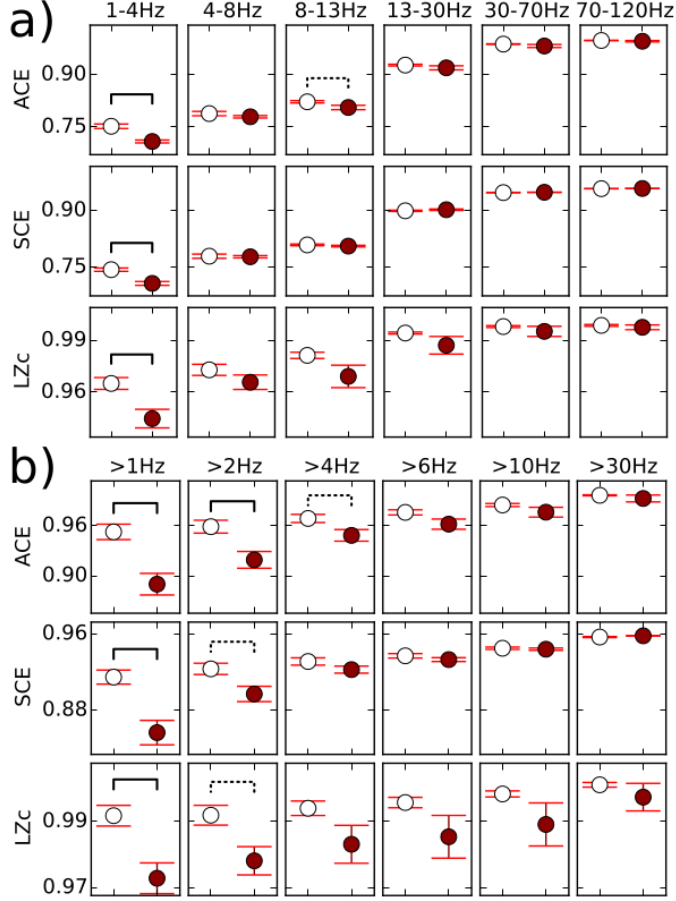 a)
1-4Hz 4-8Hz 8-13Hz 13-30Hz 30-70Hz 70-120Hz
ACE
0.90
0.75
SCE
0.90
0.75
LZc
0.99
0.96
b)
>1Hz >2Hz >4Hz >6Hz >10Hz >30Hz
ACE
0.96
0.90
SCE
0.96
0.88
LZc
0.99
0.97